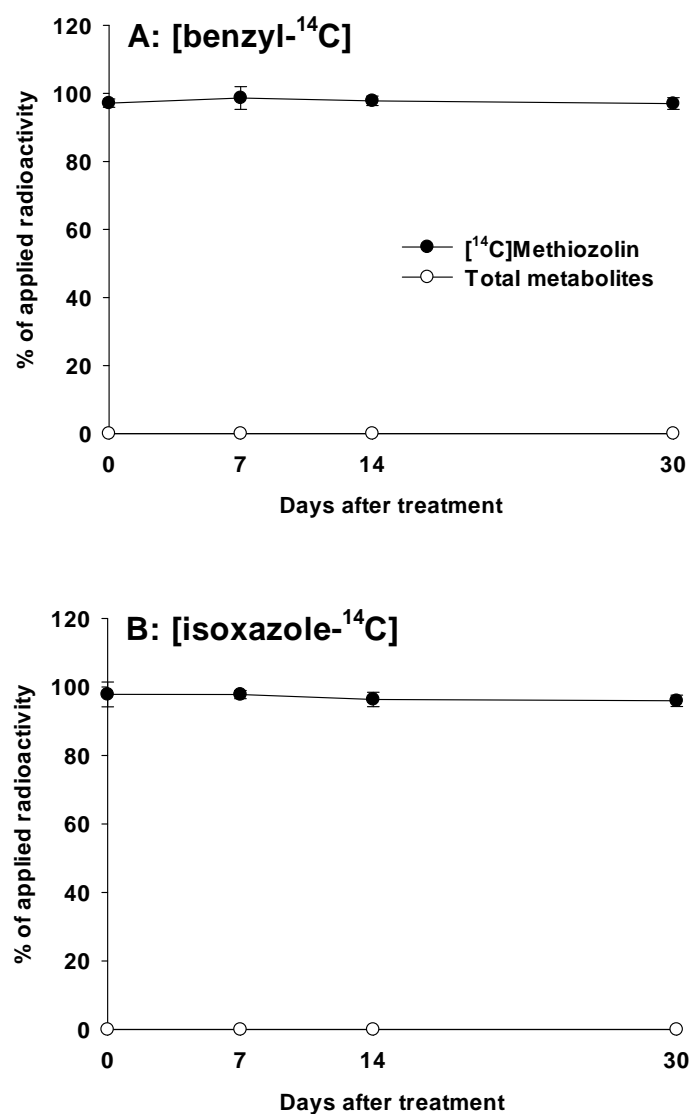 A: [benzyl-¹⁴C]
120
100
80
60
40
20
0
% of applied radioactivity
[¹⁴C]Methiozolin
Total metabolites
0 7 14 30
Days after treatment
B: [isoxazole-¹⁴C]
120
100
80
60
40
20
0
% of applied radioactivity
0 7 14 30
Days after treatment